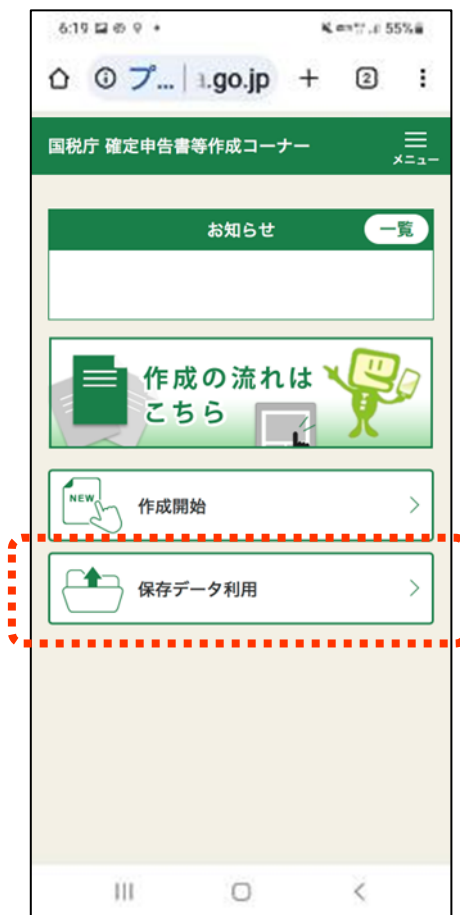 6:19
55%
プ... .go.jp
2
国税庁 確定申告書等作成コーナー
メニュー
お知らせ
一覧
作成の流れは
こちら
NEW
作成開始
保存データ利用